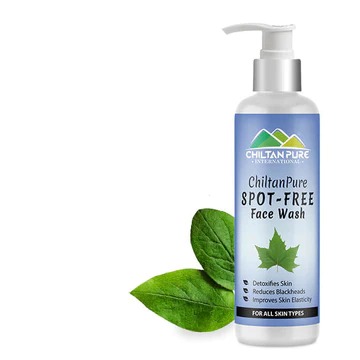 CHILTAN PURE
• INTERNATIONAL •
ChiltanPure
SPOT-FREE
Face Wash
Detoxifies Skin
Reduces Blackheads
Improves Skin Elasticity
FOR ALL SKIN TYPES